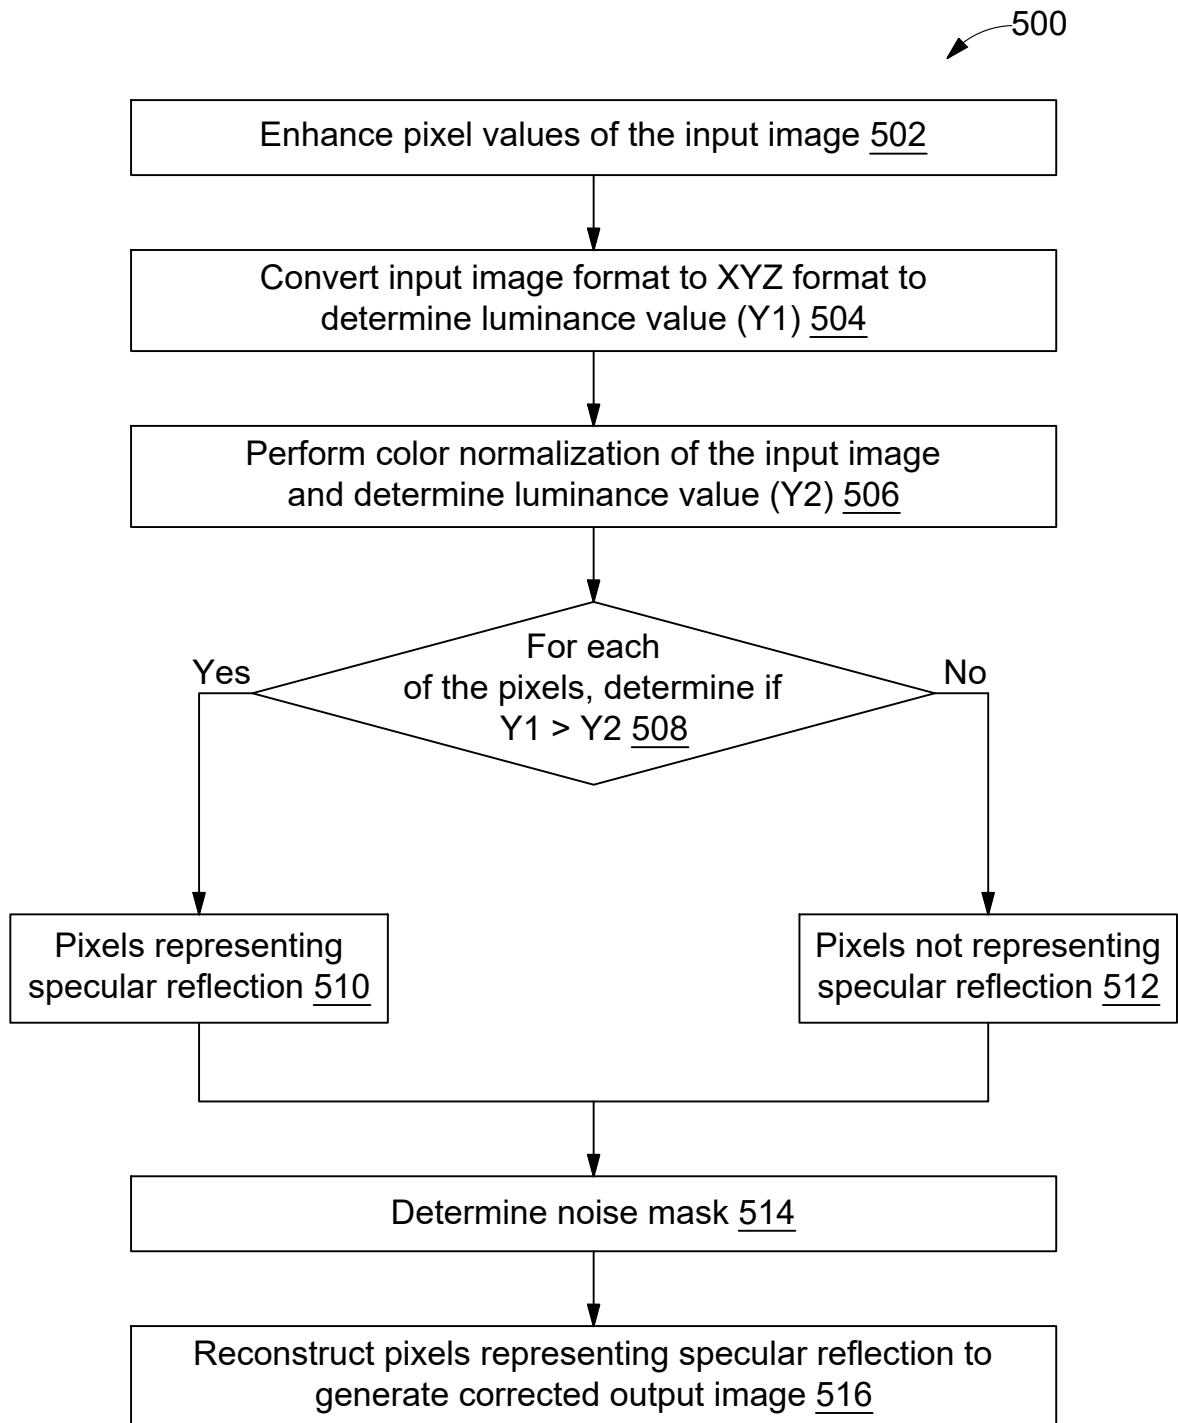 500
Enhance pixel values of the input image 502
Convert input image format to XYZ format to
determine luminance value (Y1) 504
Perform color normalization of the input image
and determine luminance value (Y2) 506
For each
of the pixels, determine if
Y1 > Y2 508
Yes
No
Pixels representing
specular reflection 510
Pixels not representing
specular reflection 512
Determine noise mask 514
Reconstruct pixels representing specular reflection to
generate corrected output image 516